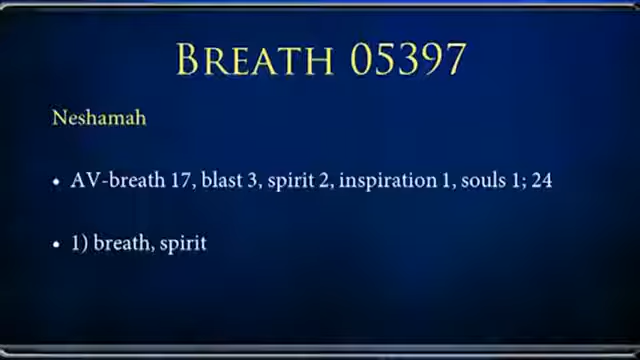 BREATH 05397
Neshamah
• AV-breath 17, blast 3, spirit 2, inspiration 1, souls 1; 24
• 1) breath, spirit